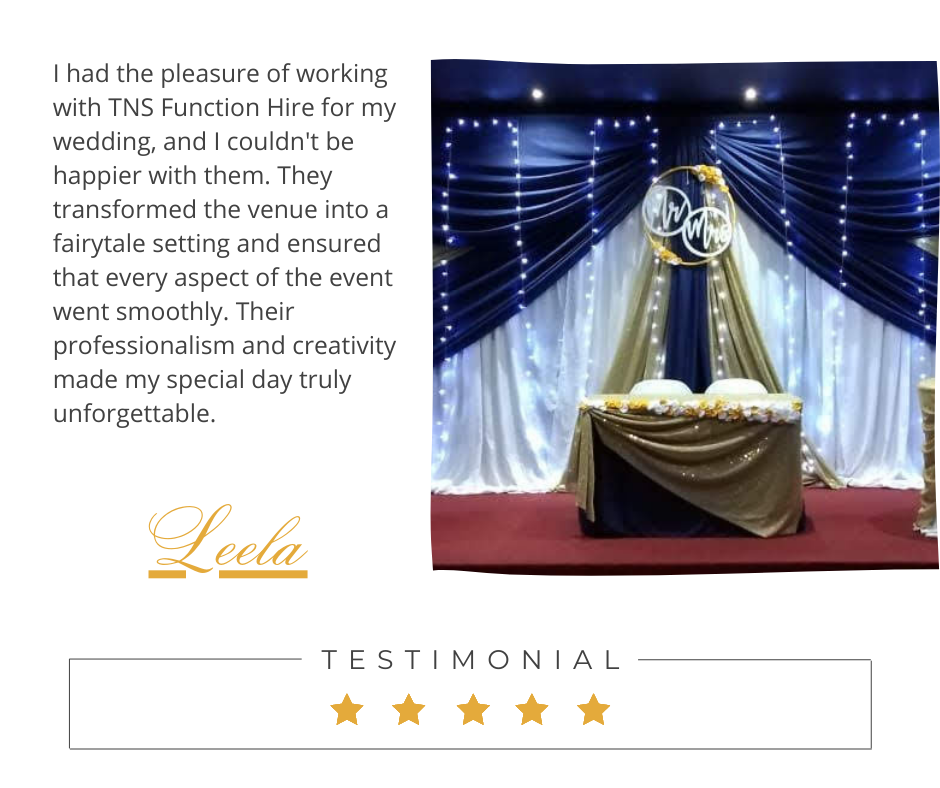 I had the pleasure of working
with TNS Function Hire for my
wedding, and I couldn't be
happier with them. They
transformed the venue into a
fairytale setting and ensured
that every aspect of the event
went smoothly. Their
professionalism and creativity
made my special day truly
unforgettable.
Mr
Mrs
Leela
TESTIMONIAL